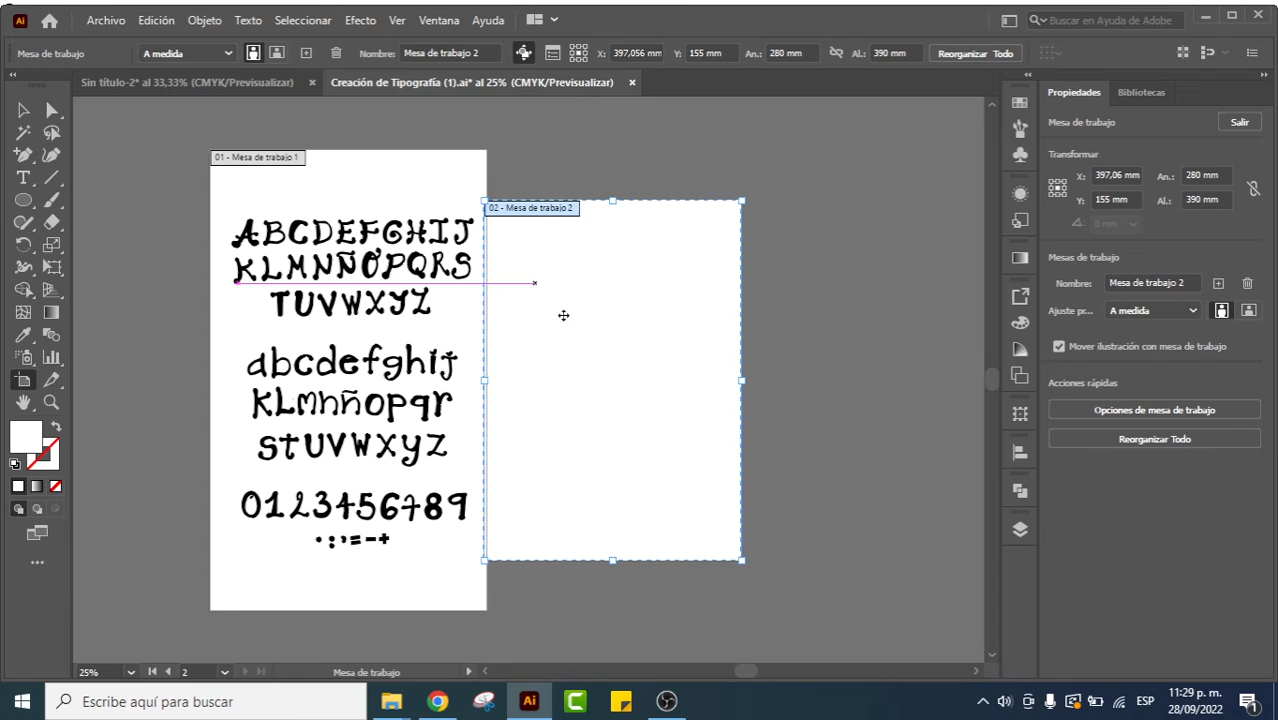 Ai Archivo Edición Objeto Texto Seleccionar Efecto Ver Ventana Ayuda Buscar en Ayuda de Adobe
Mesa de trabajo A medida Nombre: Mesa de trabajo 2 X: 397,056 mm Y: 155 mm An.: 280 mm Al.: 390 mm Reorganizar Todo
Sin título-2* al 33,33% (CMYK/Previsualizar) Creación de Tipografía (1).ai* al 25% (CMYK/Previsualizar)
Propiedades Bibliotecas
Mesa de trabajo Salir
Transformar
X: 397,06 mm An.: 280 mm
Y: 155 mm Al.: 390 mm
0 mm
Mesas de trabajo
Nombre: Mesa de trabajo 2
Ajuste pr... A medida
Mover ilustración con mesa de trabajo
Acciones rápidas
Opciones de mesa de trabajo
Reorganizar Todo
01 - Mesa de trabajo 1
02 - Mesa de trabajo 2
ABCDEFGHIJ
KLMNÑOPQRS
TUVWXYZ
abcdefghij
KLmnñopqr
stUVWXYZ
0123456789
. : , = - +
25% 2 Mesa de trabajo
Escribe aquí para buscar Ai ESP 11:29 p. m.
28/09/2022
1